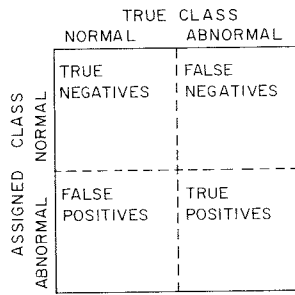 TRUE CLASS
NORMAL ABNORMAL
ASSIGNED CLASS
NORMAL
TRUE
NEGATIVES
FALSE
NEGATIVES
ABNORMAL
FALSE
POSITIVES
TRUE
POSITIVES